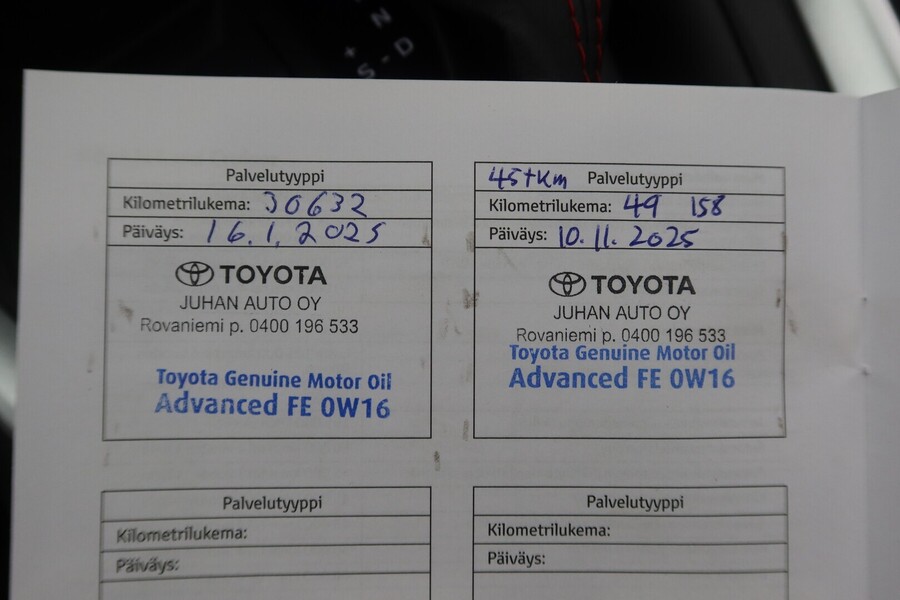 N
+
S - D
Palvelutyyppi
Kilometrilukema: 30632
Päiväys: 16.1.2025
TOYOTA
JUHAN AUTO OY
Rovaniemi p. 0400 196 533
Toyota Genuine Motor Oil
Advanced FE 0W16
45tkm Palvelutyyppi
Kilometrilukema: 49 158
Päiväys: 10.11.2025
TOYOTA
JUHAN AUTO OY
Rovaniemi p. 0400 196 533
Toyota Genuine Motor Oil
Advanced FE 0W16
Palvelutyyppi
Kilometrilukema:
Päiväys:
Palvelutyyppi
Kilometrilukema:
Päiväys: